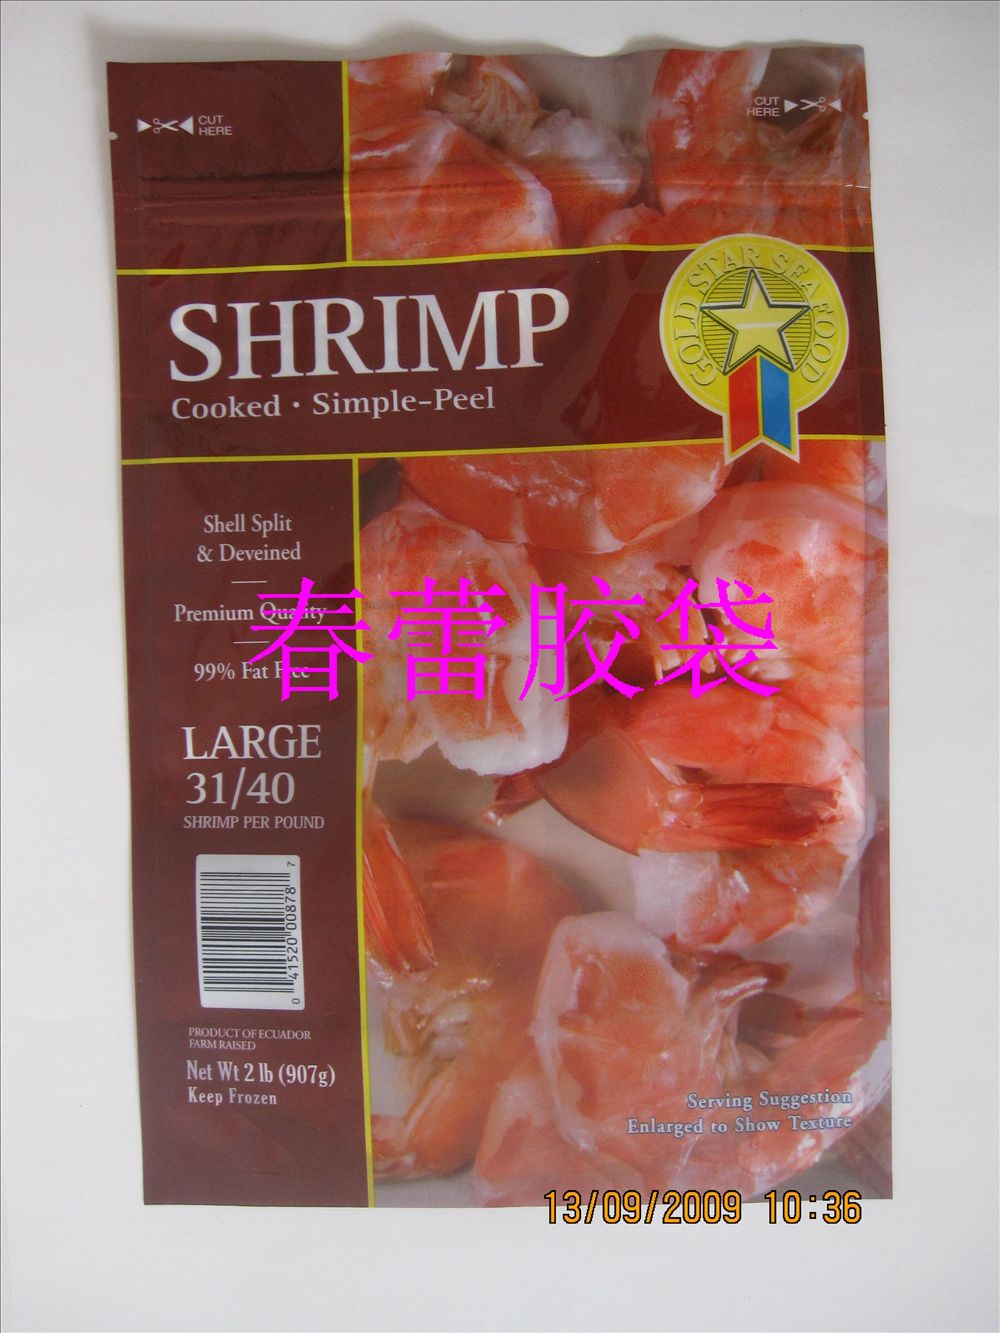 CUT
HERE
CUT
HERE
GOLD STAR SEAFOOD
SHRIMP
Cooked · Simple-Peel
Shell Split
& Deveined
Premium Quality
99% Fat Free
春蕾胶袋
LARGE
31/40
SHRIMP PER POUND
0 41520 00878 7
PRODUCT OF ECUADOR
FARM RAISED
Net Wt 2 lb (907g)
Keep Frozen
Serving Suggestion
Enlarged to Show Texture
13/09/2009 10:36